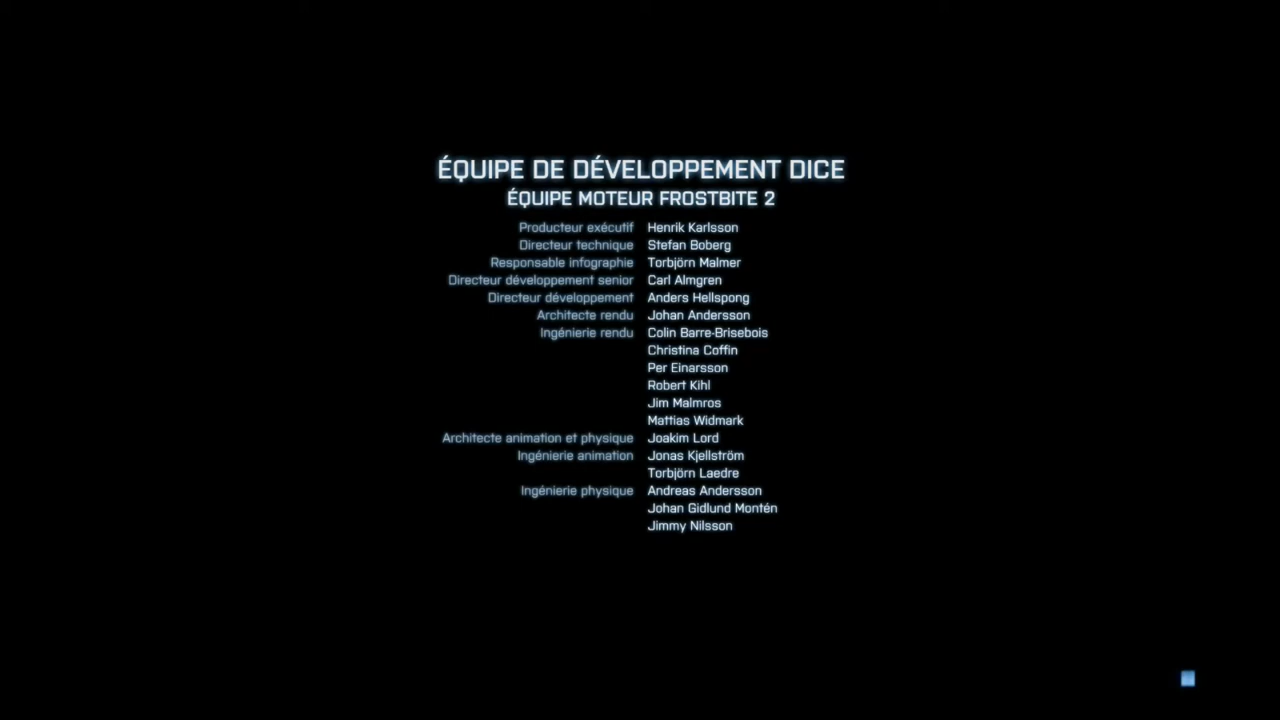 ÉQUIPE DE DÉVELOPPEMENT DICE
ÉQUIPE MOTEUR FROSTBITE 2
Producteur exécutif Henrik Karlsson
Directeur technique Stefan Boberg
Responsable infographie Torbjörn Malmer
Directeur développement senior Carl Almgren
Directeur développement Anders Hellspong
Architecte rendu Johan Andersson
Ingénierie rendu Colin Barre-Brisebois
Christina Coffin
Per Einarsson
Robert Kihl
Jim Malmros
Mattias Widmark
Architecte animation et physique Joakim Lord
Ingénierie animation Jonas Kjellström
Torbjörn Laedre
Ingénierie physique Andreas Andersson
Johan Gidlund Montén
Jimmy Nilsson